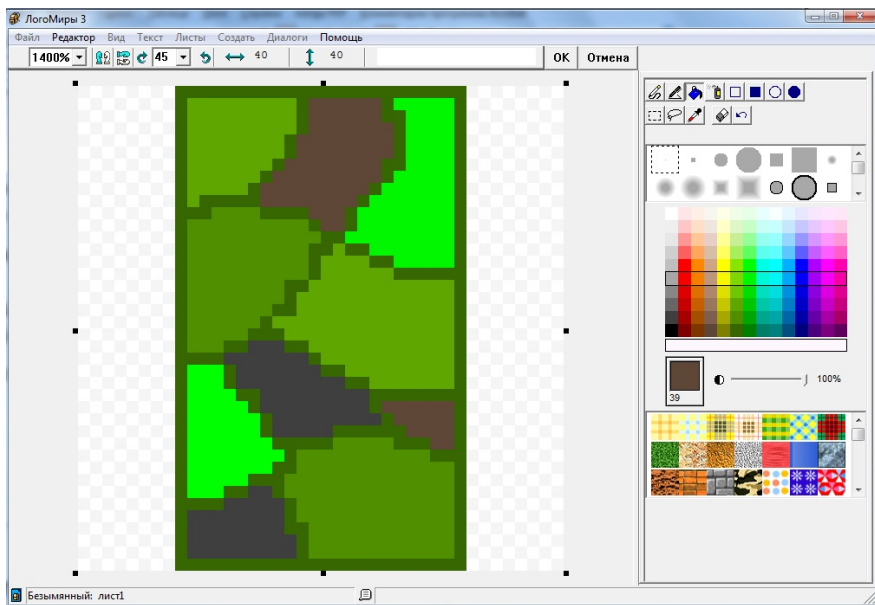 ЛогоМиры 3
Файл Редактор Вид Текст Листы Создать Диалоги Помощь
1400% 45 40 40 OK Отмена
100%
39
Безымянный: лист1